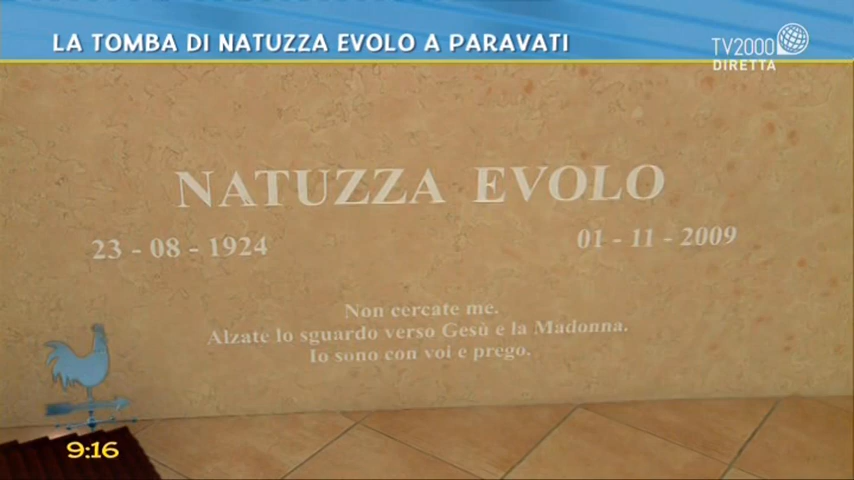 LA TOMBA DI NATUZZA EVOLO A PARAVATI
TV2000
DIRETTA
NATUZZA EVOLO
23 - 08 - 1924
01 - 11 - 2009
Non cercate me.
Alzate lo sguardo verso Gesù e la Madonna.
Io sono con voi e prego.
9:16